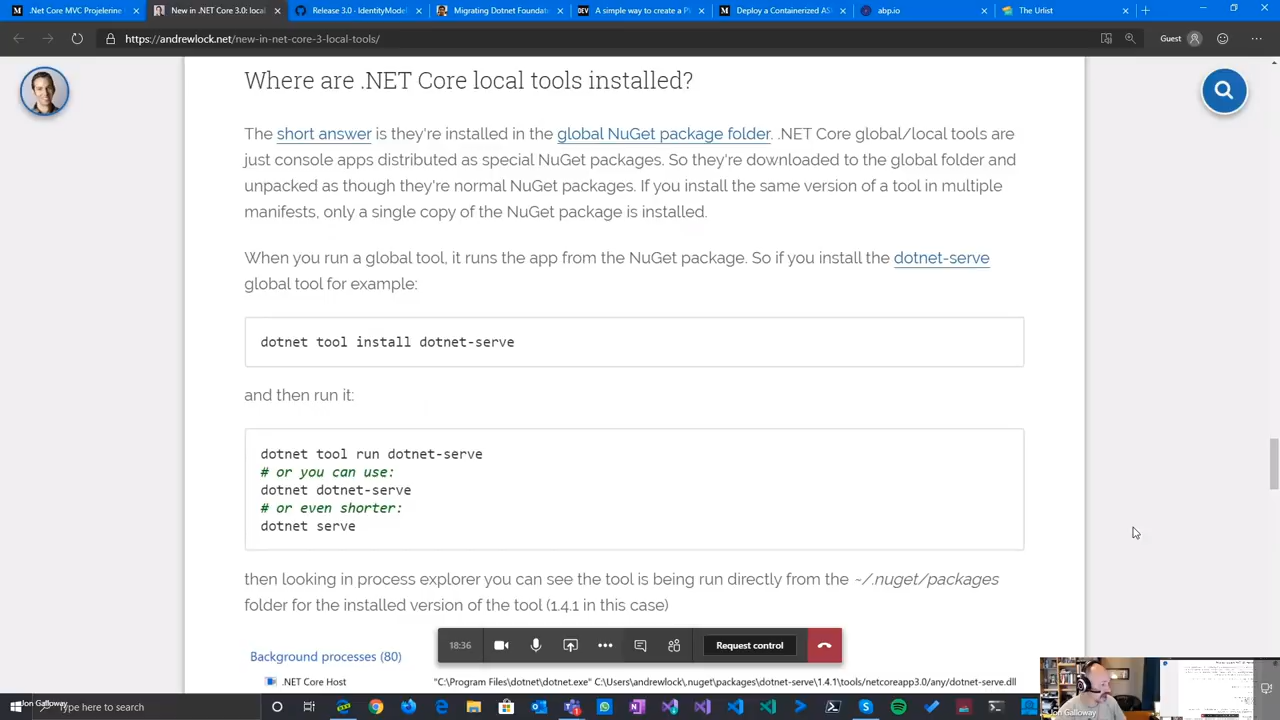 .Net Core MVC Projelerine
New in .NET Core 3.0: local
Release 3.0 · IdentityModel
Migrating Dotnet Foundat
DEV
A simple way to create a Pl
Deploy a Containerized AS
abp.io
The Urlist
https://andrewlock.net/new-in-net-core-3-local-tools/
Guest
Where are .NET Core local tools installed?
The short answer is they're installed in the global NuGet package folder. .NET Core global/local tools are
just console apps distributed as special NuGet packages. So they're downloaded to the global folder and
unpacked as though they're normal NuGet packages. If you install the same version of a tool in multiple
manifests, only a single copy of the NuGet package is installed.
When you run a global tool, it runs the app from the NuGet package. So if you install the dotnet-serve
global tool for example:
dotnet tool install dotnet-serve
and then run it:
dotnet tool run dotnet-serve
# or you can use:
dotnet dotnet-serve
# or even shorter:
dotnet serve
then looking in process explorer you can see the tool is being run directly from the ~/.nuget/packages
folder for the installed version of the tool (1.4.1 in this case)
18:36
Request control
Background processes (80)
.NET Core Host
"C:\Program
dotnet.exe" C:\Users\andrewlock\.nuget\packages\dotne
4.1\tools\netcoreapp3.0/
-serve.dll
Jon Galloway
Type here to search
Jon Galloway